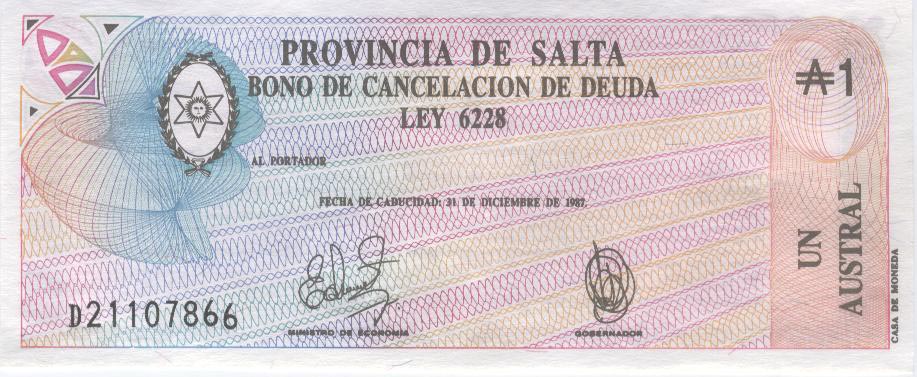 PROVINCIA DE SALTA
BONO DE CANCELACION DE DEUDA
LEY 6228
₳1
AL PORTADOR
FECHA DE CADUCIDAD: 31 DE DICIEMBRE DE 1987.
UN
AUSTRAL
D21107866
MINISTRO DE ECONOMIA
GOBERNADOR
CASA DE MONEDA